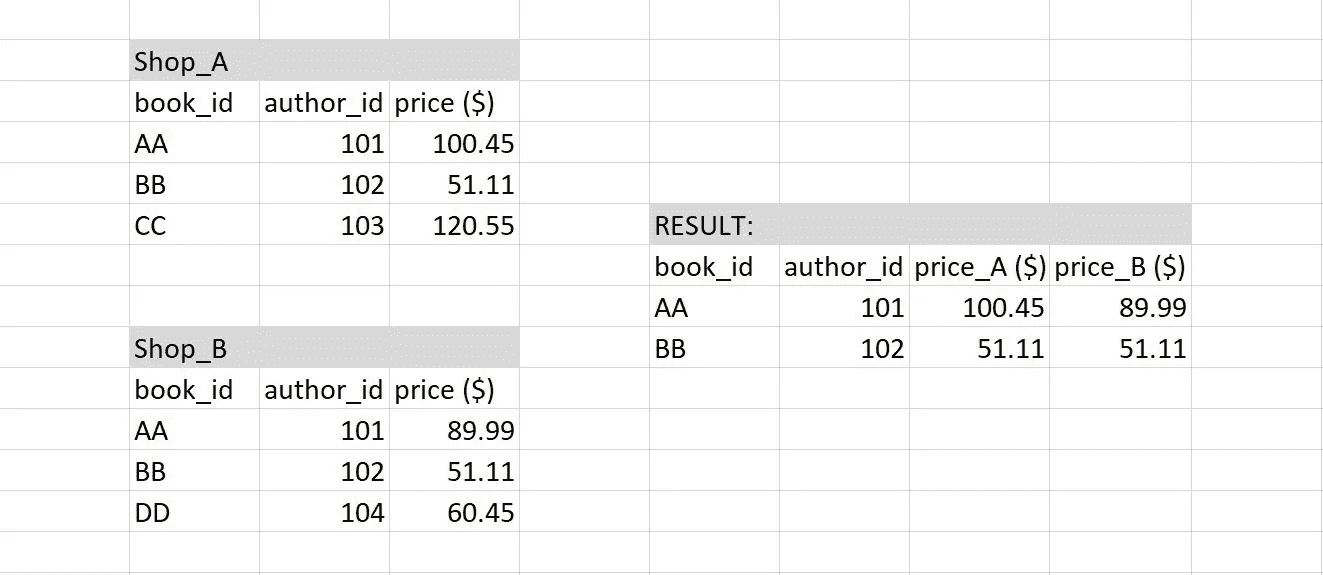 Shop_A
book_id author_id price ($)
AA 101 100.45
BB 102 51.11
CC 103 120.55
Shop_B
book_id author_id price ($)
AA 101 89.99
BB 102 51.11
DD 104 60.45
RESULT:
book_id author_id price_A ($) price_B ($)
AA 101 100.45 89.99
BB 102 51.11 51.11